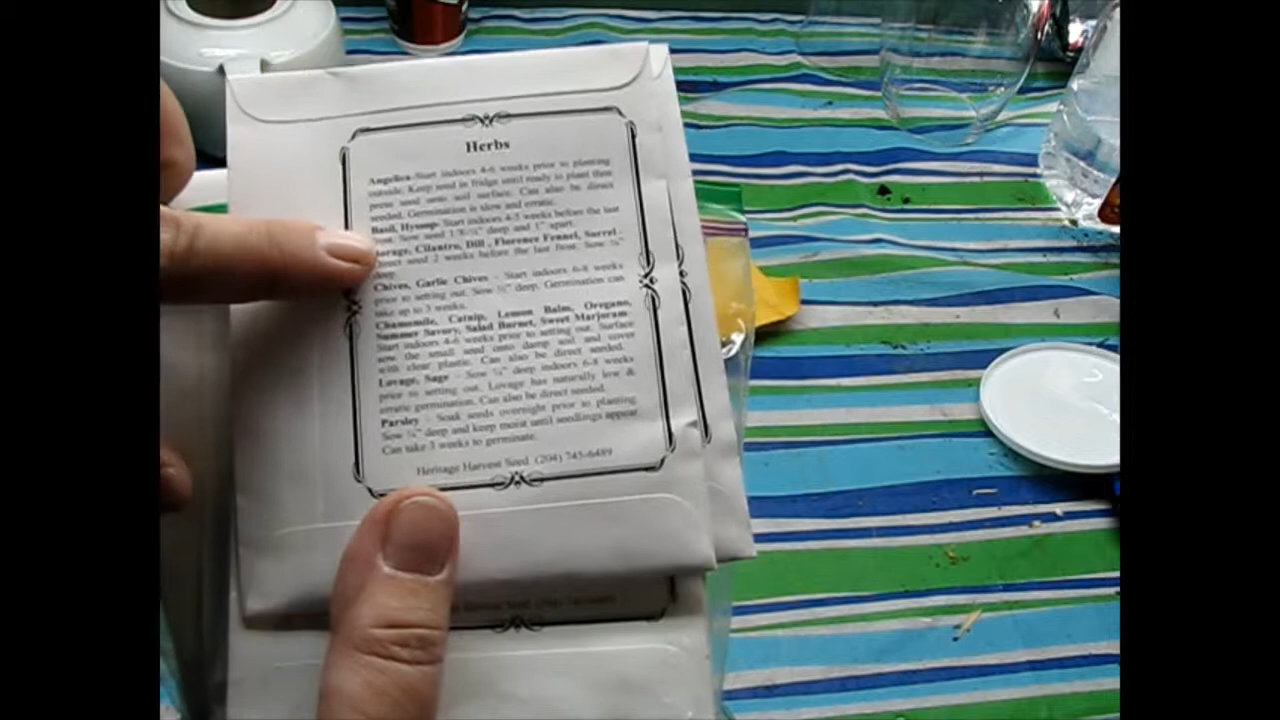 Herbs
Angelica-Start indoors 4-6 weeks prior to planting
outside. Keep seed in fridge until ready to plant then
press seed onto soil surface. Can also be direct
seeded. Germination is slow and erratic.
Basil, Hyssop- Start indoors 4-5 weeks before the last
frost. Sow seed 1/8-¼" deep and 1" apart.
Borage, Cilantro, Dill , Florence Fennel, Sorrel -
Direct seed 2 weeks before the last frost. Sow
deep
Chives, Garlic Chives - Start indoors 6-8 weeks
prior to setting out. Sow ½" deep. Germination can
take up to 3 weeks.
Chamomile, Catnip, Lemon Balm, Oregano,
Summer Savory, Salad Burnet, Sweet Marjoram-
Start indoors 4-6 weeks prior to setting out. Surface
sow the small seed onto damp soil and cover
with clear plastic. Can also be direct seeded.
Lovage, Sage - Sow ¼" deep indoors 6-8 weeks
prior to setting out. Lovage has naturally low &
erratic germination. Can also be direct seeded.
Parsley - Soak seeds overnight prior to planting
Sow ¼" deep and keep moist until seedlings appear
Can take 3 weeks to germinate.
Heritage Harvest Seed (204) 745-6489